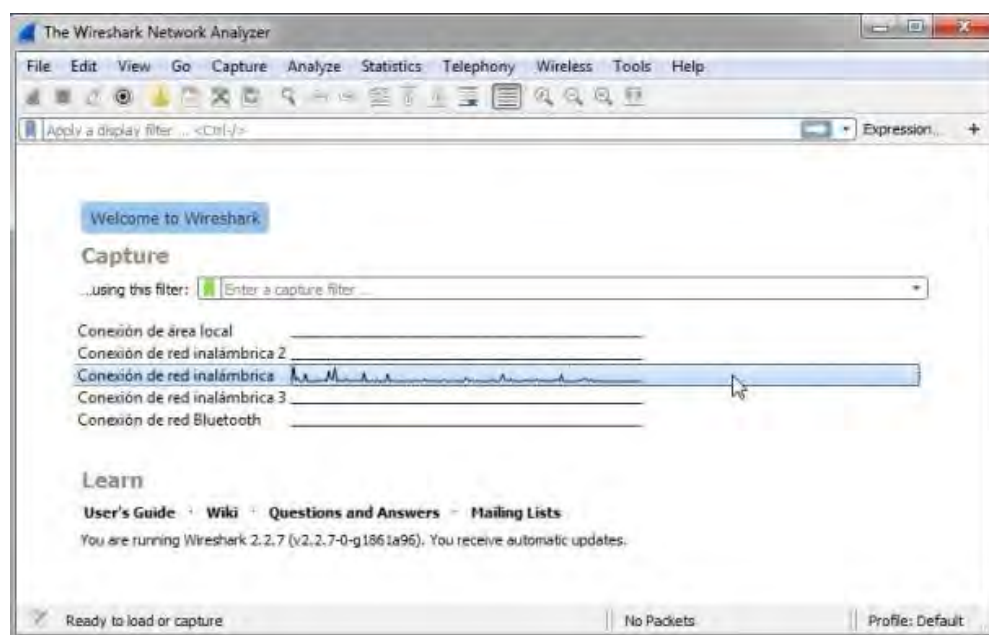 The Wireshark Network Analyzer
File Edit View Go Capture Analyze Statistics Telephony Wireless Tools Help
Apply a display filter ... <Ctrl-/> Expression... +
Welcome to Wireshark
Capture
...using this filter: Enter a capture filter ...
Conexión de área local
Conexión de red inalámbrica 2
Conexión de red inalámbrica
Conexión de red inalámbrica 3
Conexión de red Bluetooth
Learn
User's Guide · Wiki · Questions and Answers · Mailing Lists
You are running Wireshark 2.2.7 (v2.2.7-0-g1861a96). You receive automatic updates.
Ready to load or capture No Packets Profile: Default